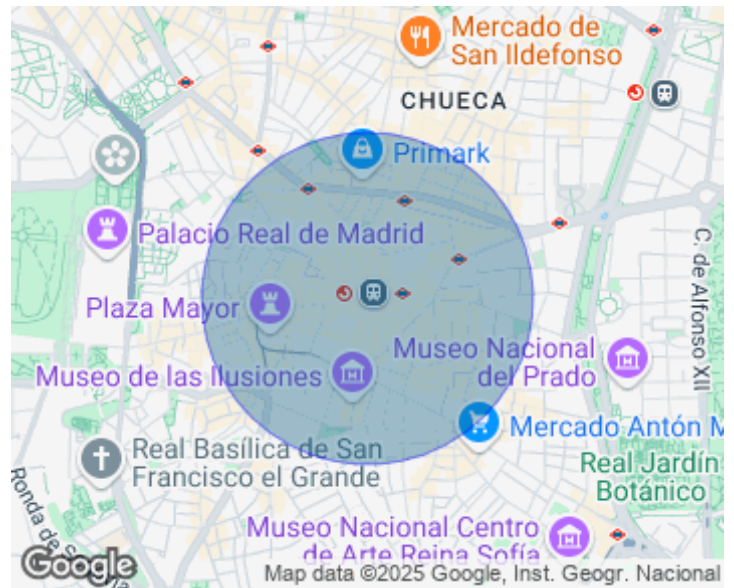 Mercado de
San Ildefonso
CHUECA
Primark
Palacio Real de Madrid
Plaza Mayor
Museo de las Ilusiones
Museo Nacional
del Prado
C. de Alfonso XII
Mercado Antón M
Real Basílica de San
Francisco el Grande
Real Jardín
Botánico
Ronda de S
Museo Nacional Centro
de Arte Reina Sofía
Google
Map data ©2025 Google, Inst. Geogr. Nacional